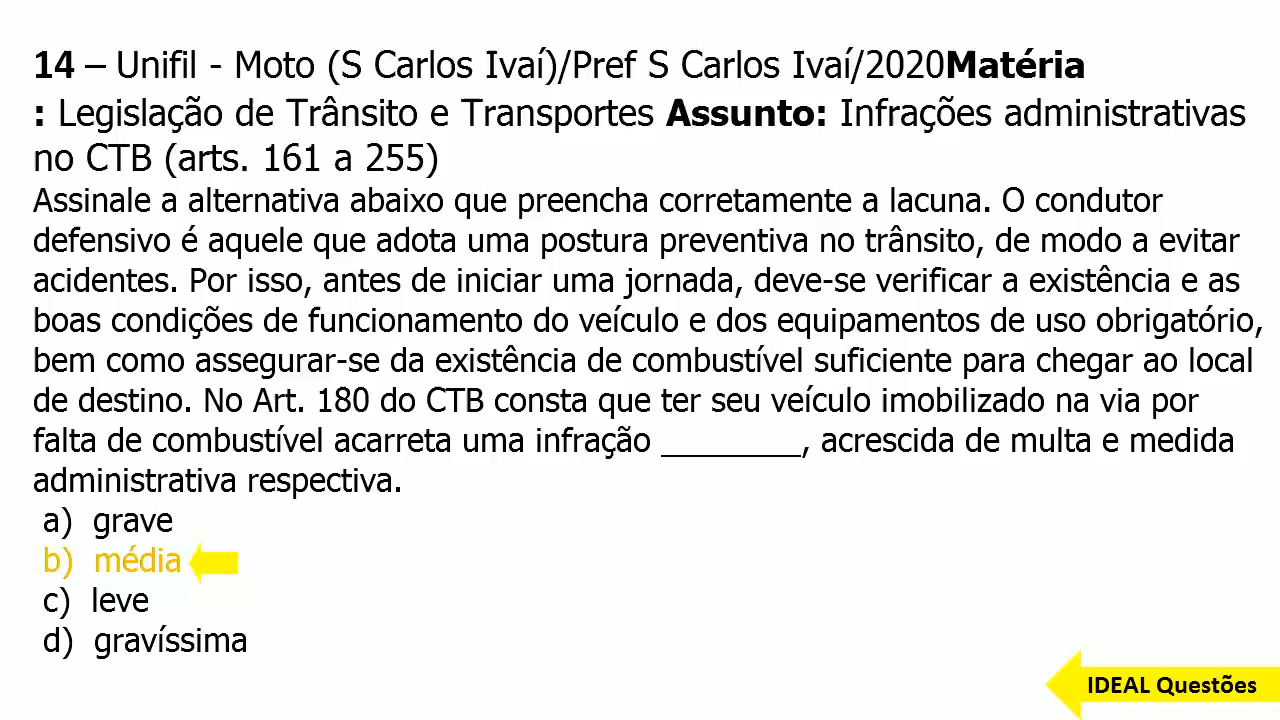 14 – Unifil - Moto (S Carlos Ivaí)/Pref S Carlos Ivaí/2020Matéria
: Legislação de Trânsito e Transportes Assunto: Infrações administrativas
no CTB (arts. 161 a 255)
Assinale a alternativa abaixo que preencha corretamente a lacuna. O condutor
defensivo é aquele que adota uma postura preventiva no trânsito, de modo a evitar
acidentes. Por isso, antes de iniciar uma jornada, deve-se verificar a existência e as
boas condições de funcionamento do veículo e dos equipamentos de uso obrigatório,
bem como assegurar-se da existência de combustível suficiente para chegar ao local
de destino. No Art. 180 do CTB consta que ter seu veículo imobilizado na via por
falta de combustível acarreta uma infração ________, acrescida de multa e medida
administrativa respectiva.
a) grave
b) média
c) leve
d) gravíssima
IDEAL Questões